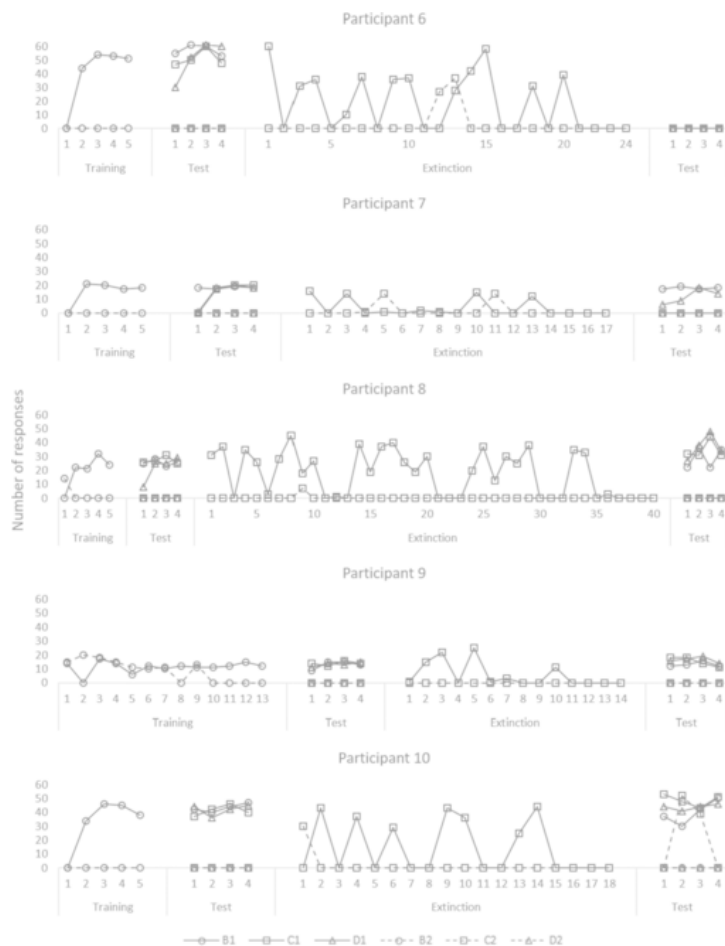 Participant 6
60
50
40
30
20
10
0
1 2 3 4 5 1 2 3 4 1 5 10 15 20 24 1 2 3 4
Training Test Extinction Test
Participant 7
60
50
40
30
20
10
0
1 2 3 4 5 1 2 3 4 1 2 3 4 5 6 7 8 9 10 11 12 13 14 15 16 17 1 2 3 4
Training Test Extinction Test
Number of responses
Participant 8
60
50
40
30
20
10
0
1 2 3 4 5 1 2 3 4 1 5 10 15 20 25 30 35 40 1 2 3 4
Training Test Extinction Test
Participant 9
60
50
40
30
20
10
0
1 2 3 4 5 6 7 8 9 10 11 12 13 1 2 3 4 1 2 3 4 5 6 7 8 9 10 11 12 13 14 1 2 3 4
Training Test Extinction Test
Participant 10
60
50
40
30
20
10
0
1 2 3 4 5 1 2 3 4 1 2 3 4 5 6 7 8 9 10 11 12 13 14 15 16 17 18 1 2 3 4
Training Test Extinction Test
B1 C1 D1 B2 C2 D2